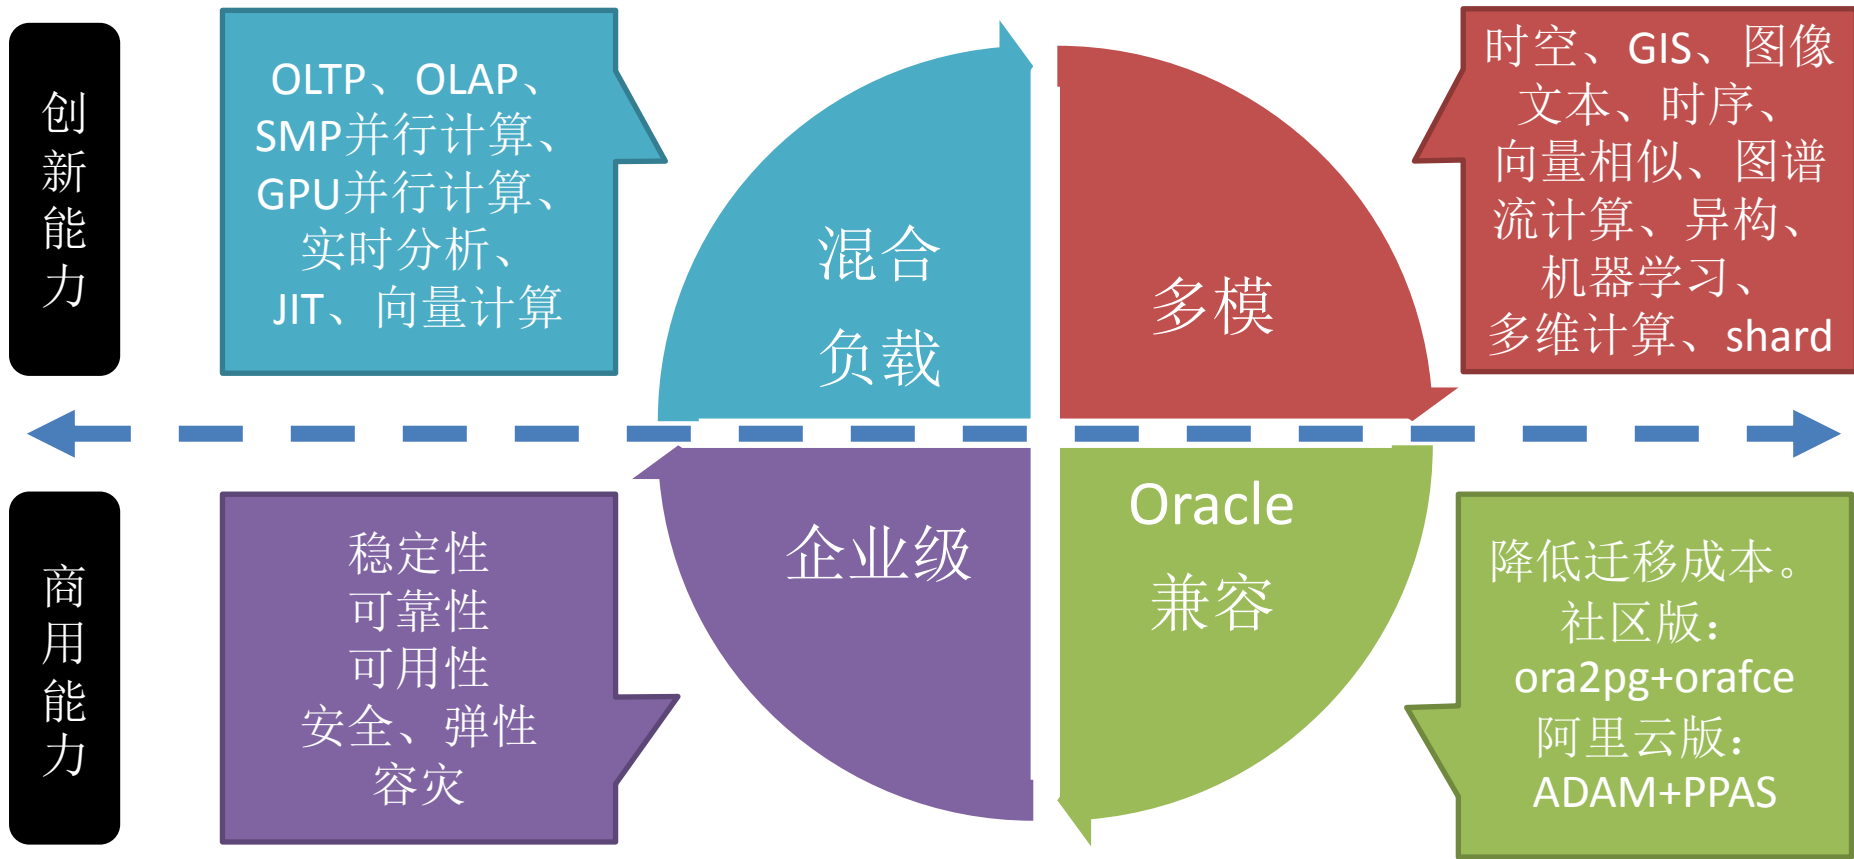 创
新
能
力
OLTP、OLAP、
SMP并行计算、
GPU并行计算、
实时分析、
JIT、向量计算
混合
负载
多模
时空、GIS、图像
文本、时序、
向量相似、图谱
流计算、异构、
机器学习、
多维计算、shard
商
用
能
力
稳定性
可靠性
可用性
安全、弹性
容灾
企业级
Oracle
兼容
降低迁移成本。
社区版：
ora2pg+orafce
阿里云版：
ADAM+PPAS